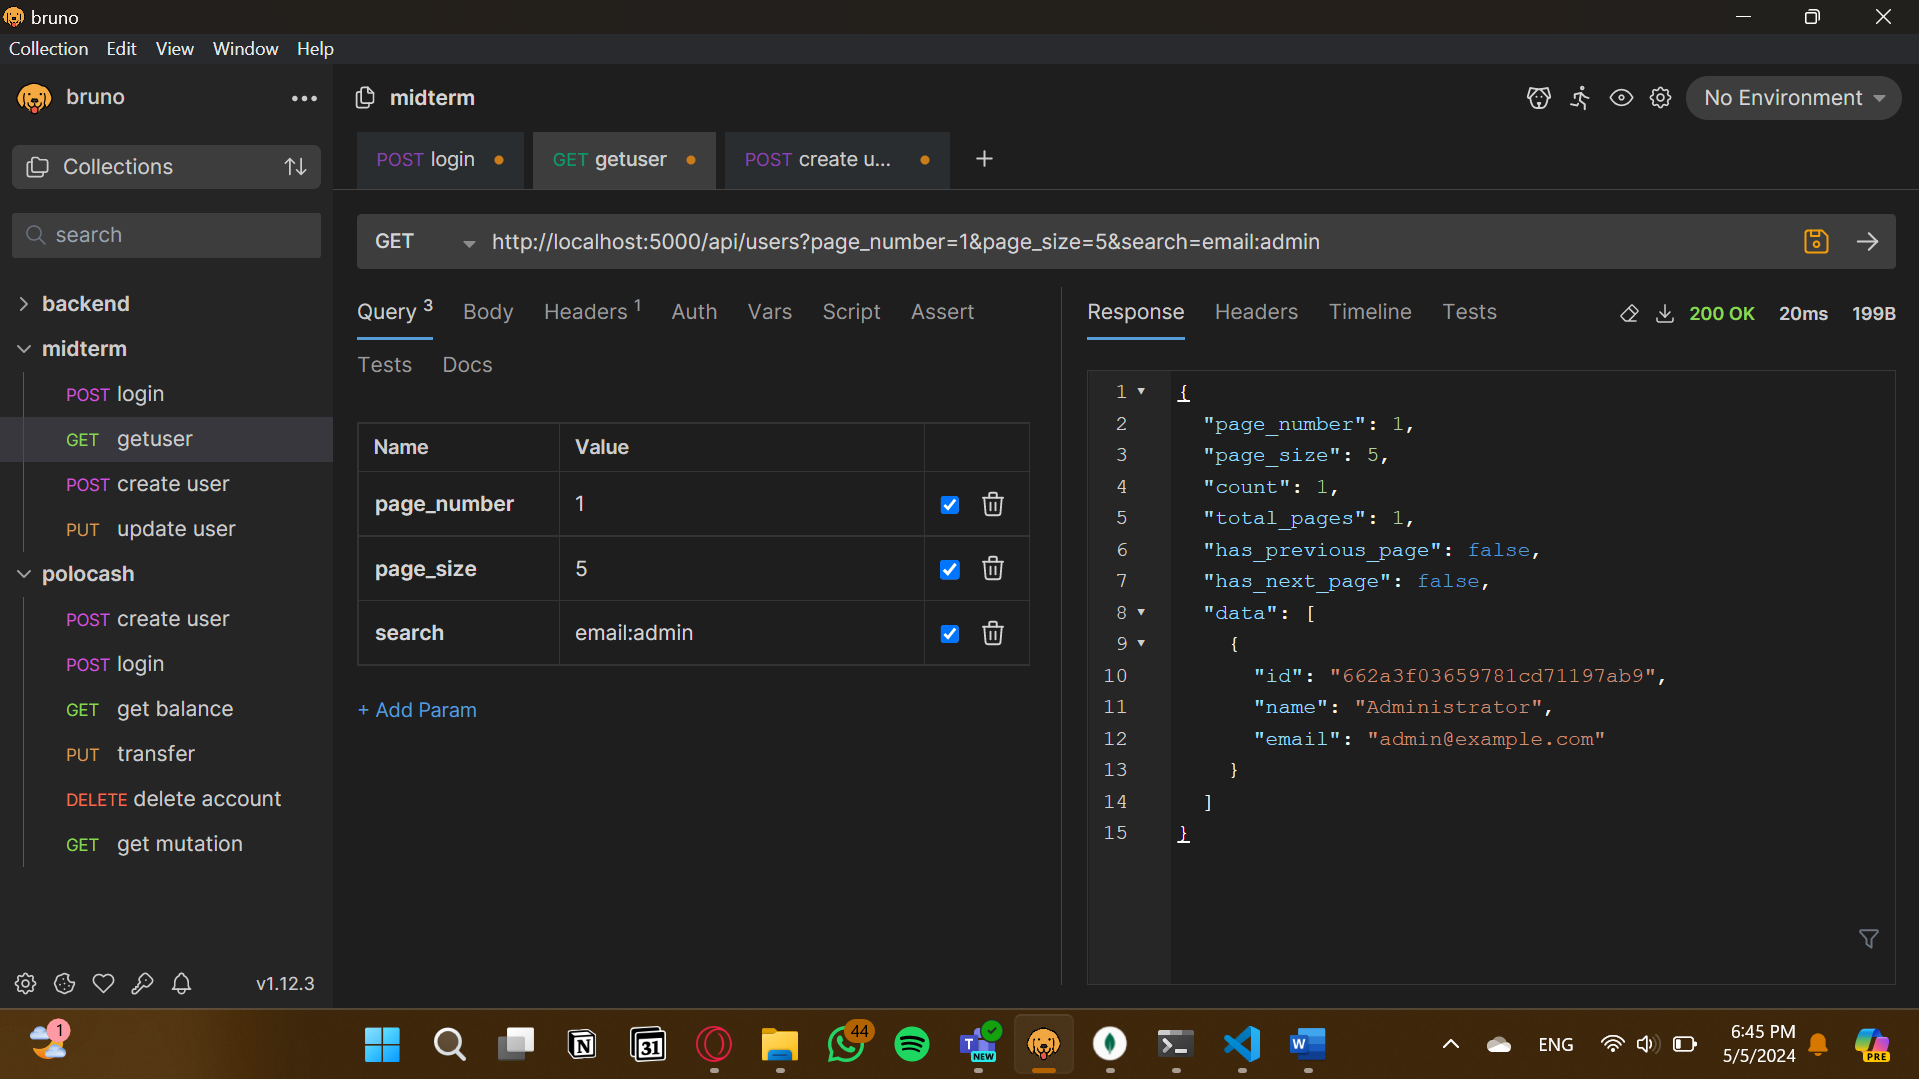 bruno
Collection Edit View Window Help
bruno
midterm
No Environment
Collections
POST login
GET getuser
POST create u...
search
GET
http://localhost:5000/api/users?page_number=1&page_size=5&search=email:admin
backend
midterm
POST login
GET getuser
POST create user
PUT update user
polocash
POST create user
POST login
GET get balance
PUT transfer
DELETE delete account
GET get mutation
v1.12.3
Query 3 Body Headers 1 Auth Vars Script Assert
Tests Docs
Name Value
page_number 1
page_size 5
search email:admin
+ Add Param
Response Headers Timeline Tests 200 OK 20ms 199B
1 {
2 "page_number": 1,
3 "page_size": 5,
4 "count": 1,
5 "total_pages": 1,
6 "has_previous_page": false,
7 "has_next_page": false,
8 "data": [
9 {
10 "id": "662a3f03659781cd71197ab9",
11 "name": "Administrator",
12 "email": "admin@example.com"
13 }
14 ]
15 }
1
N
31
44
T
NEW
W
ENG
6:45 PM
5/5/2024
PRE